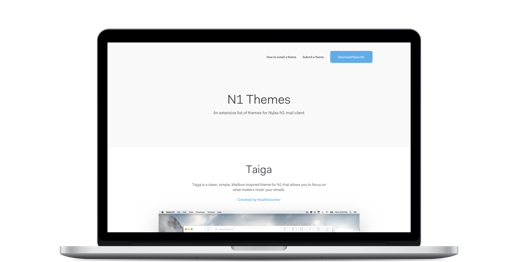 How to install a theme
Submit a theme
Download Nylas N1
N1 Themes
An extensive list of themes for Nylas N1 mail client
Taiga
Taiga is a clean, simple, Mailbox-inspired theme for N1 that allows you to focus on
what matters most: your emails.
Created by Noah Buscher